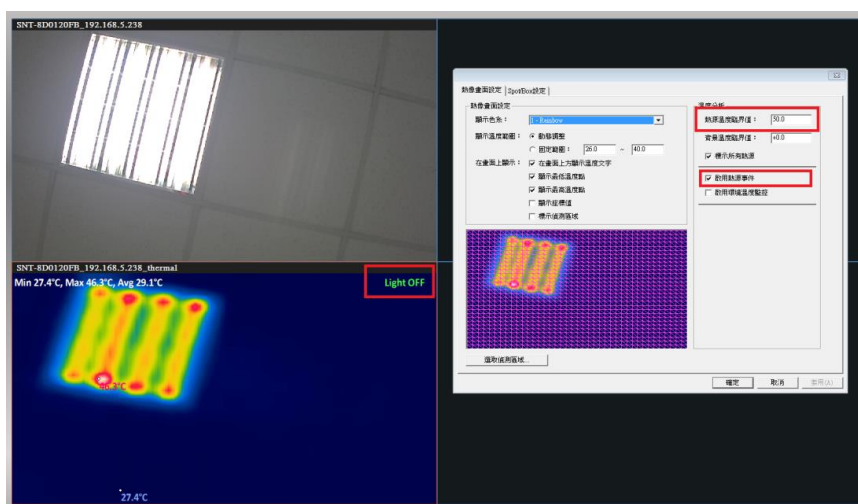 SNT-8D0120FB_192.168.5.238
SNT-8D0120FB_192.168.5.238_thermal
Min 27.4°C, Max 46.3°C, Avg 29.1°C
Light OFF
46.3°C
27.4°C
熱像畫面設定
Spot/Box設定
熱像畫面設定
顯示色系：
1 - Rainbow
顯示溫度範圍：
動態調整
固定範圍：
26.0 ~ 40.0
在畫面上顯示：
在畫面上方顯示溫度文字
顯示最低溫度點
顯示最高溫度點
顯示座標值
標示偵測區域
選取偵測區域...
溫度分析
熱源溫度臨界值：
50.0
背景溫度臨界值：
+0.0
標示所有熱源
啟用熱源事件
啟用環境溫度監控
確定
取消
套用(A)